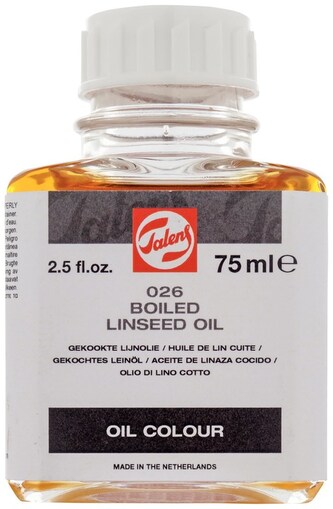 Talens
2.5 fl.oz. 75 ml ℮
026
BOILED
LINSEED OIL
GEKOOKTE LIJNOLIE / HUILE DE LIN CUITE /
GEKOCHTES LEINÖL / ACEITE DE LINAZA COCIDO /
OLIO DI LINO COTTO
OIL COLOUR
MADE IN THE NETHERLANDS